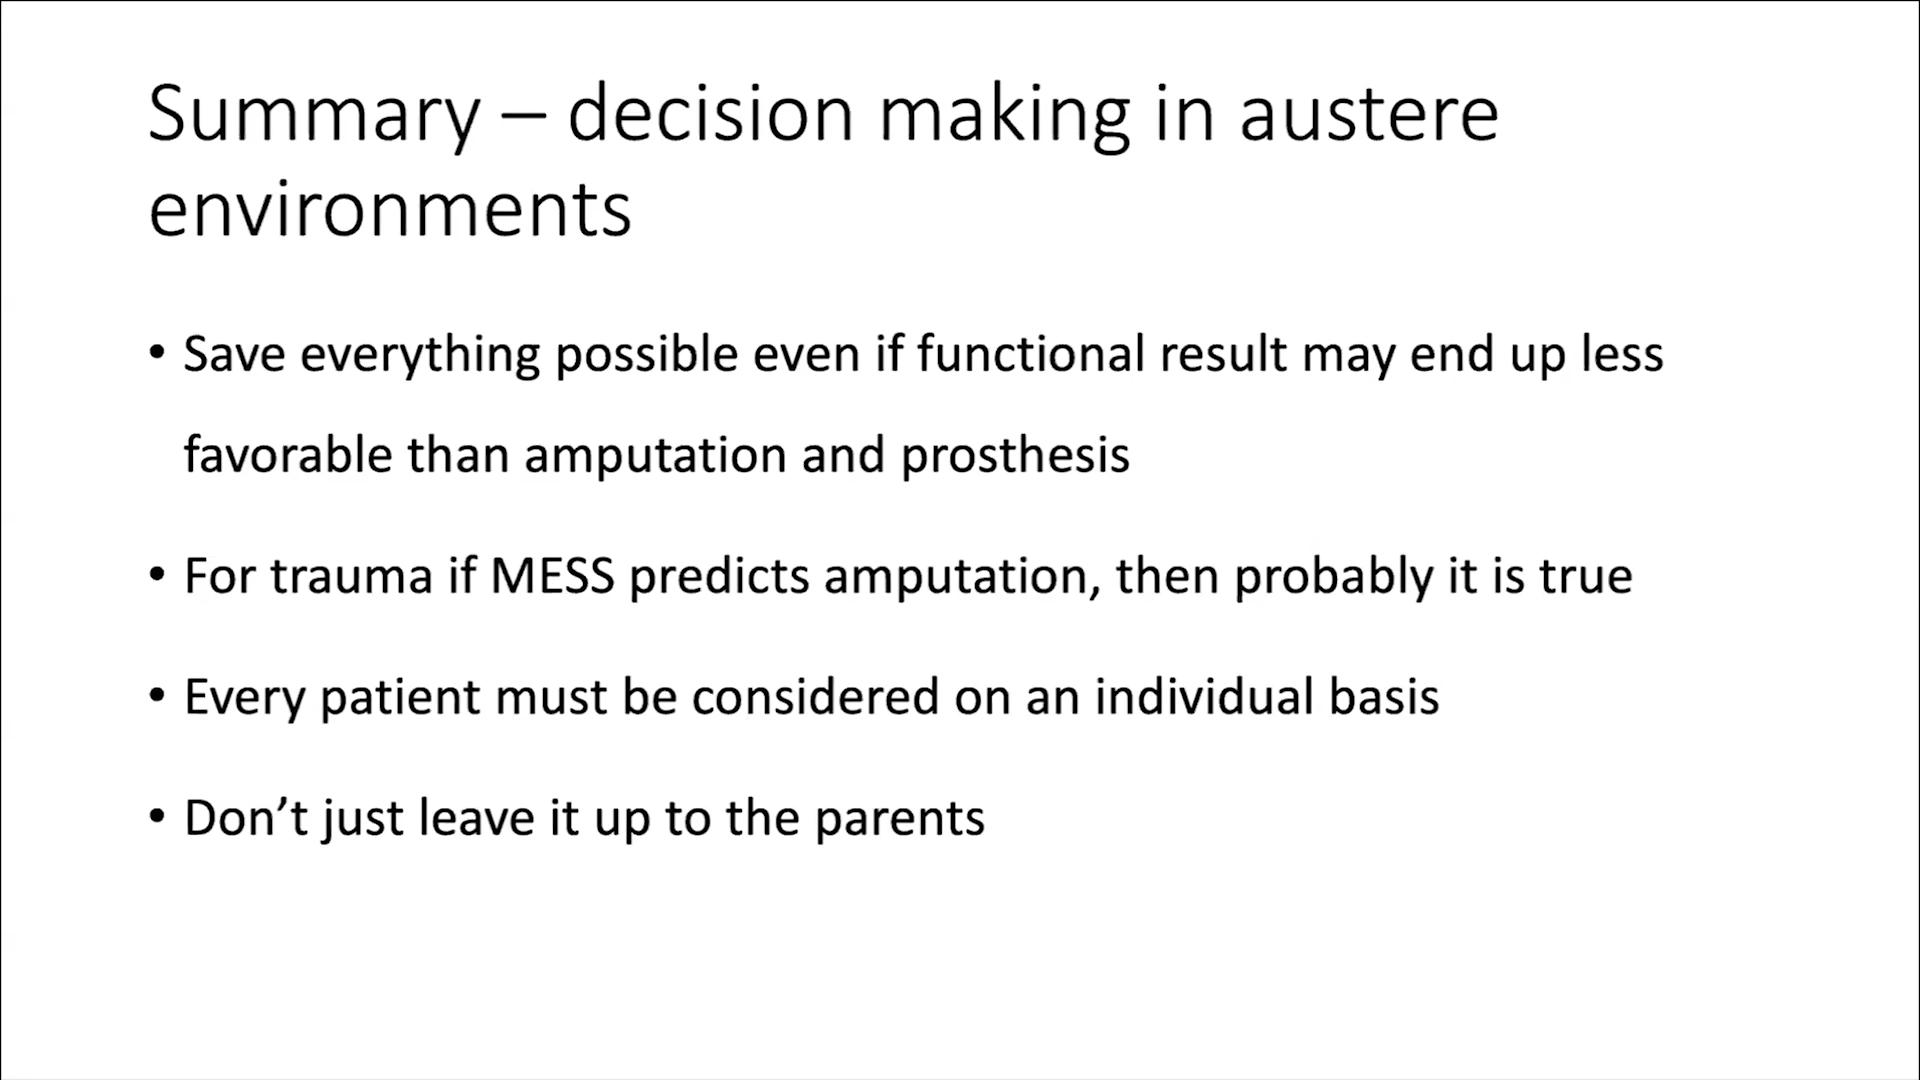 Summary – decision making in austere
environments
• Save everything possible even if functional result may end up less
favorable than amputation and prosthesis
• For trauma if MESS predicts amputation, then probably it is true
• Every patient must be considered on an individual basis
• Don’t just leave it up to the parents